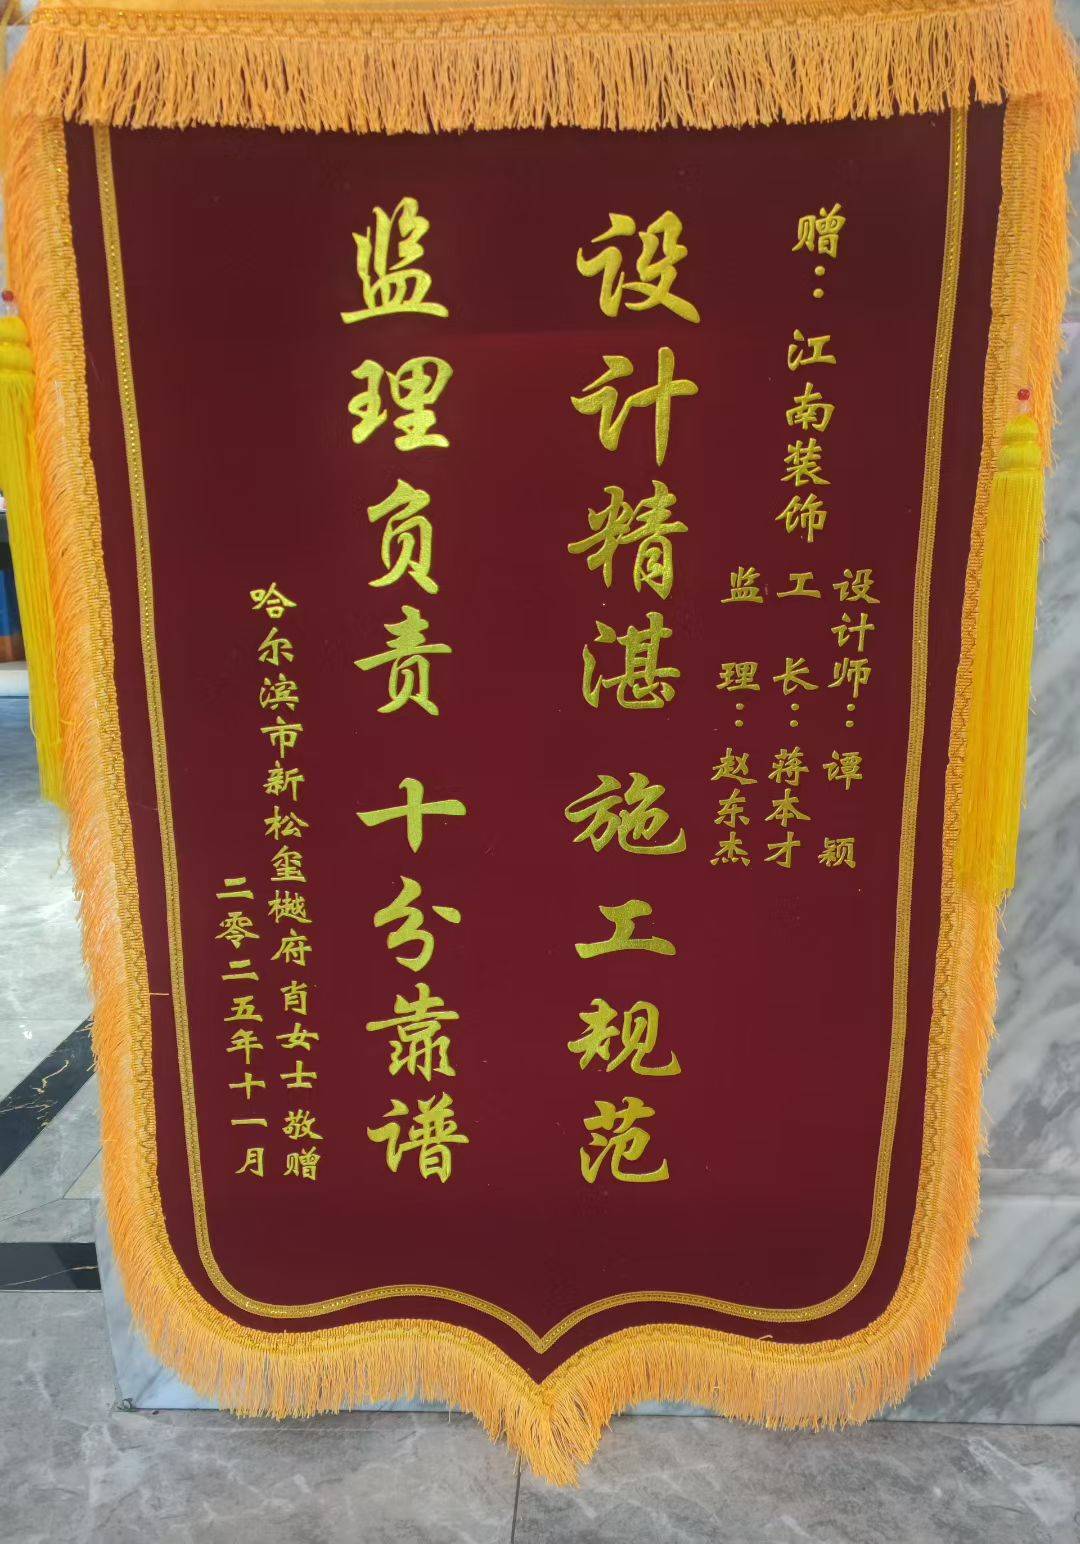 赠：江南装饰
设计师：谭颖
工长：蒋本才
监理：赵东杰
设计精湛 施工规范
监理负责 十分靠谱
哈尔滨市新松玺樾府肖女士 敬赠
二零二五年十一月